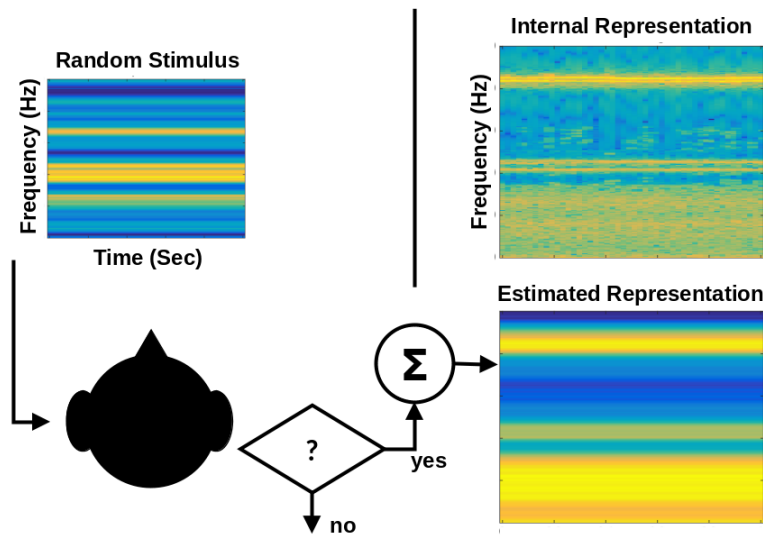 Random Stimulus
Frequency (Hz)
Time (Sec)
Internal Representation
Frequency (Hz)
Estimated Representation
Σ
?
yes
no